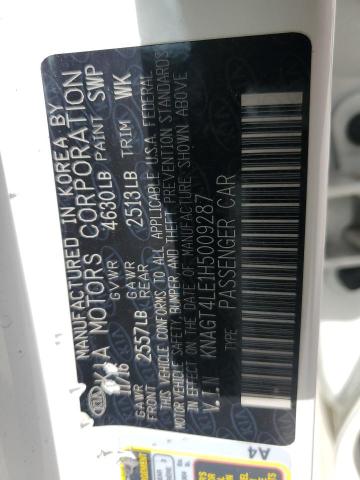 MANUFACTURED IN KOREA BY
KIA MOTORS CORPORATION
11/16 GVWR 4630LB PAINT SWP
GAWR FRONT 2557LB GAWR REAR 2513LB TRIM WK
THIS VEHICLE CONFORMS TO ALL APPLICABLE U.S.A. FEDERAL
MOTOR VEHICLE SAFETY, BUMPER, AND THEFT PREVENTION STANDARDS
IN EFFECT ON THE DATE OF MANUFACTURE SHOWN ABOVE
V.I.N KNAGT4LE1H5009287
TYPE: PASSENGER CAR
A4